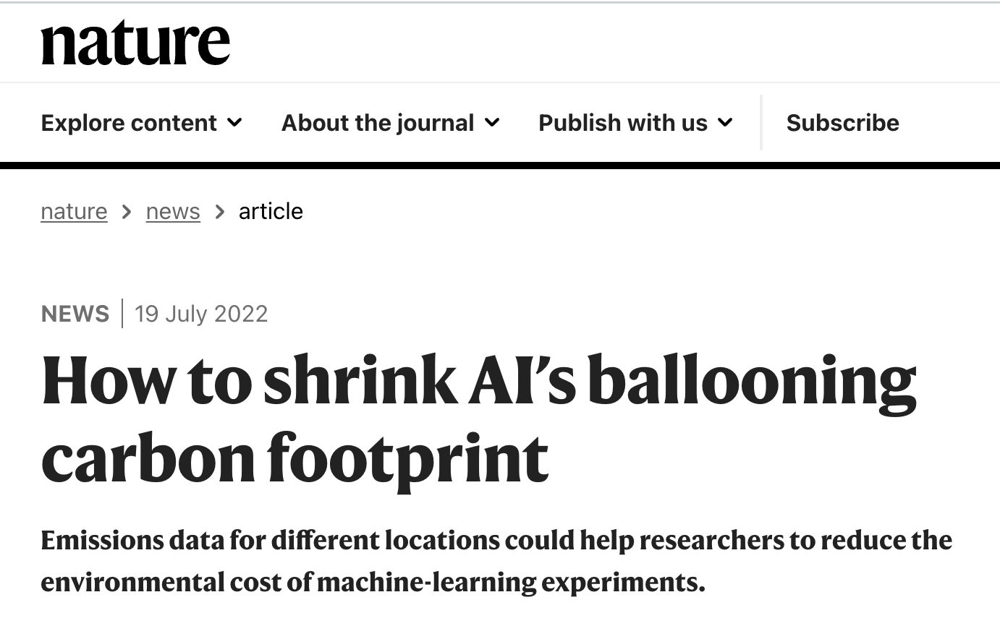 nature
Explore content About the journal Publish with us Subscribe
nature > news > article
NEWS | 19 July 2022
How to shrink AI’s ballooning
carbon footprint
Emissions data for different locations could help researchers to reduce the
environmental cost of machine-learning experiments.